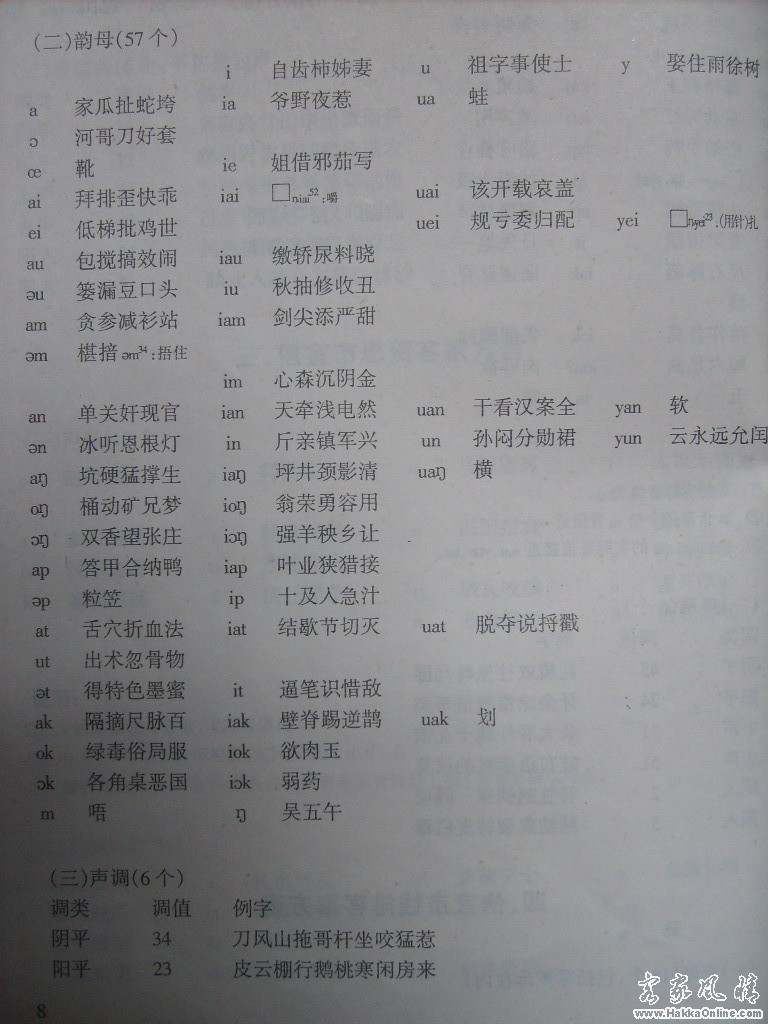 (二)韵母(57个)
i 自齿柿姊妻 u 祖字事使士 y 娶住雨徐树
a 家瓜扯蛇垮 ia 爷野夜惹 ua 蛙
ɔ 河哥刀好套
œ 靴 ie 姐借邪茄写
ai 拜排歪快乖 iai □niai⁵²:嚼 uai 该开载哀盖
ei 低梯批鸡世 uei 规亏委归配 yei □nyei²³.(用针)扎
au 包搅搞效闹 iau 缴轿尿料晓
əu 篓漏豆口头 iu 秋抽修收丑
am 贪参减衫站 iam 剑尖添严甜
əm 椹揞əm³⁴:捂住
im 心森沉阴金
an 单关奸现官 ian 天牵浅电然 uan 干看汉案全 yan 软
ən 冰听恩根灯 in 斤亲镇军兴 un 孙闷分勋裙 yun 云永远允闰
aŋ 坑硬猛撑生 iaŋ 坪井颈影清 uaŋ 横
oŋ 桶动矿兄梦 ioŋ 翁荣勇容用
ɔŋ 双香望张庄 iɔŋ 强羊秧乡让
ap 答甲合纳鸭 iap 叶业狭猎接
əp 粒笠 ip 十及入急汁
at 舌穴折血法 iat 结歇节切灭 uat 脱夺说捋戳
ut 出术忽骨物
ət 得特色墨蜜 it 逼笔识惜敌
ak 隔摘尺脉百 iak 壁脊踢逆鹊 uak 划
ok 绿毒俗局服 iok 欲肉玉
ɔk 各角桌恶国 iɔk 弱药
m 唔 ŋ 吴五午
(三)声调(6个)
调类 调值 例字
阴平 34 刀风山拖哥杆坐咬猛惹
阳平 23 皮云棚行鹅桃寒闲房来
8
客家风情
www.HakkaOnline.com